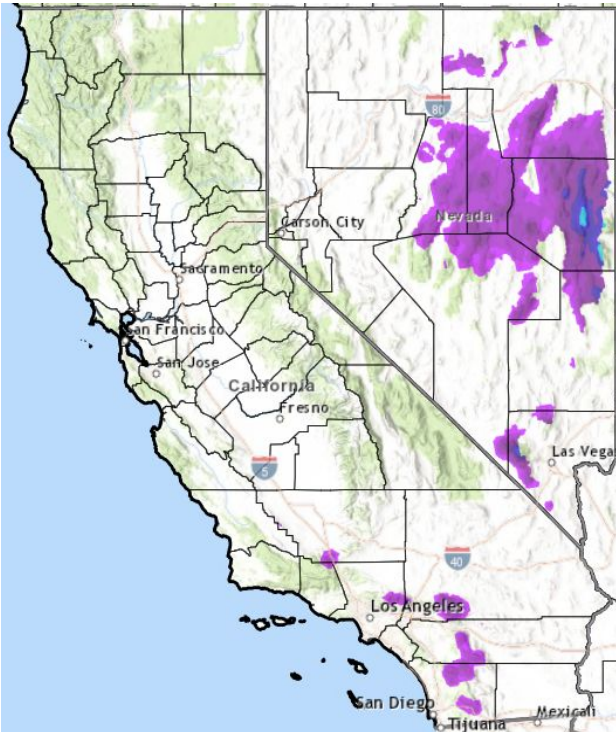 80
Nevada
Carson City
Sacramento
San Francisco
San Jose
California
Fresno
5
Las Vega
40
Los Angeles
San Diego
Mexicali
Tijuana